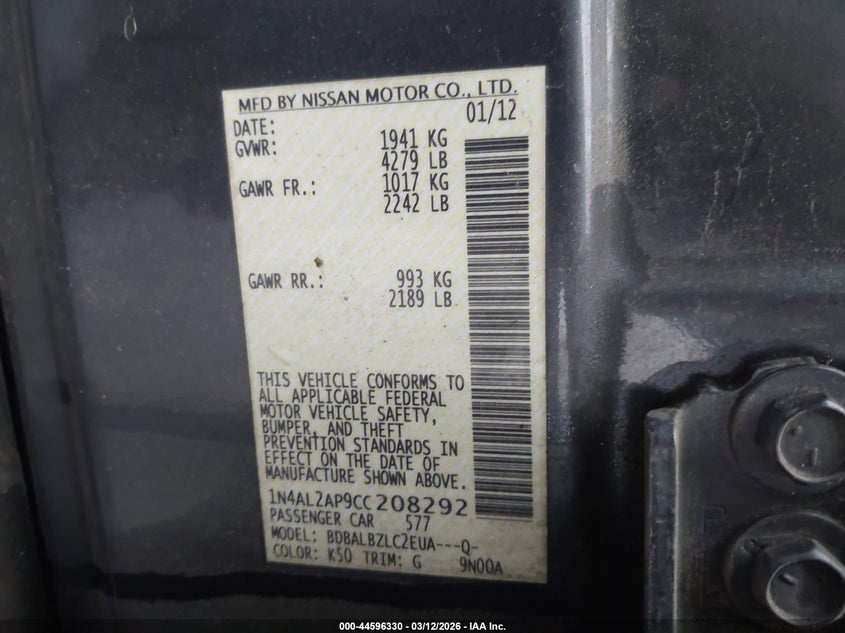 MFD BY NISSAN MOTOR CO., LTD.
DATE: 01/12
GVWR: 1941 KG
4279 LB
GAWR FR.: 1017 KG
2242 LB
GAWR RR.: 993 KG
2189 LB
THIS VEHICLE CONFORMS TO
ALL APPLICABLE FEDERAL
MOTOR VEHICLE SAFETY,
BUMPER, AND THEFT
PREVENTION STANDARDS IN
EFFECT ON THE DATE OF
MANUFACTURE SHOWN ABOVE.
1N4AL2AP9CC208292
PASSENGER CAR 577
MODEL: BDBALBZLC2EUA---Q-
COLOR: K50 TRIM: G 9N00A
000-44596330 - 03/12/2026 - IAA Inc.